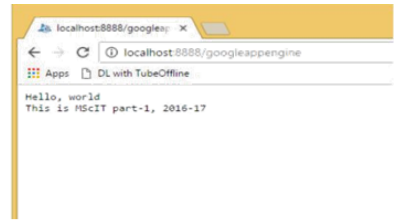 localhost:8888/googleap
localhost:8888/googleappengine
Apps DL with TubeOffline
Hello, world
This is MScIT part-1, 2016-17